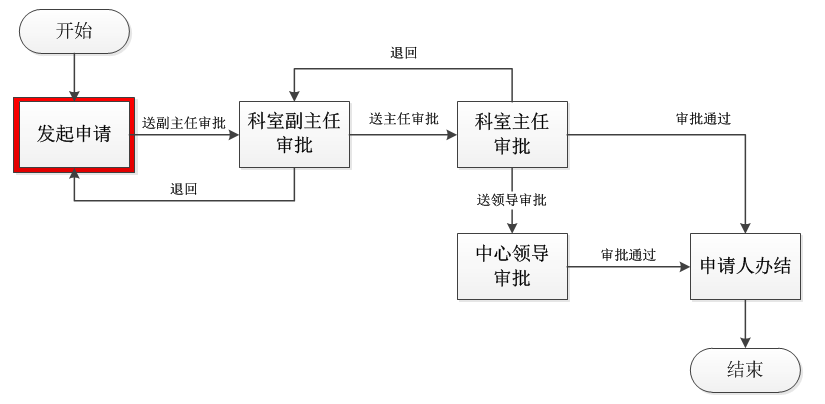 开始
退回
发起申请
送副主任审批
科室副主任
审批
送主任审批
科室主任
审批
审批通过
退回
送领导审批
中心领导
审批
审批通过
申请人办结
结束